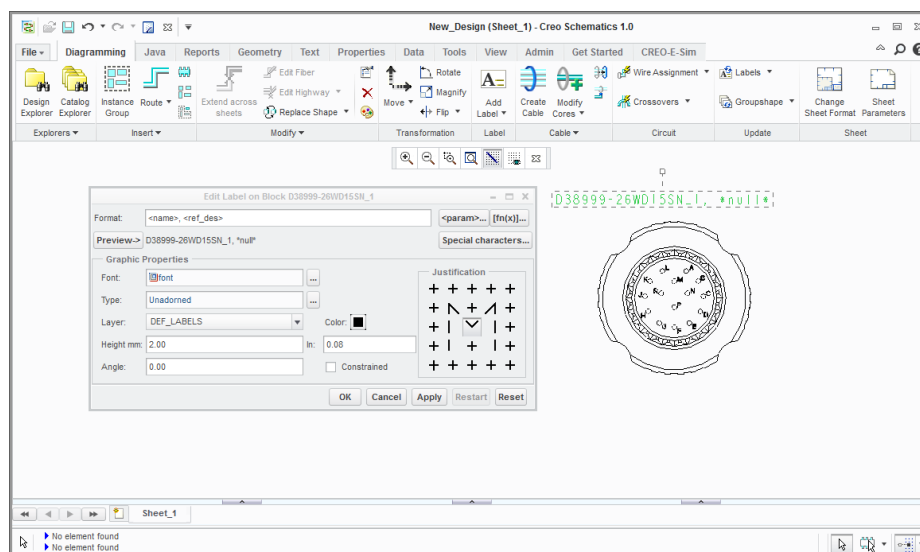 New_Design (Sheet_1) - Creo Schematics 1.0
File Diagramming Java Reports Geometry Text Properties Data Tools View Admin Get Started CREO-E-Sim
Design Explorer
Catalog Explorer
Instance Group
Route
Extend across sheets
Edit Fiber
Edit Highway
Replace Shape
Move
Rotate
Magnify
Flip
Add Label
Create Cable
Modify Cores
Wire Assignment
Crossovers
Labels
Groupshape
Change Sheet Format
Sheet Parameters
Explorers Insert Modify Transformation Label Cable Circuit Update Sheet
Edit Label on Block D38999-26WD15SN_1
D38999-26WD15SN_1, *null*
Format: <name>, <ref_des> <param>... [fn(x)]...
Preview-> D38999-26WD15SN_1, *null* Special characters...
Graphic Properties
Justification
Font: font ...
Type: Unadorned ...
Layer: DEF_LABELS Color:
Height mm: 2.00 In: 0.08
Angle: 0.00 Constrained
OK Cancel Apply Restart Reset
L A
K M B
J R N C
P
H D
G F E
Sheet_1
No element found
No element found